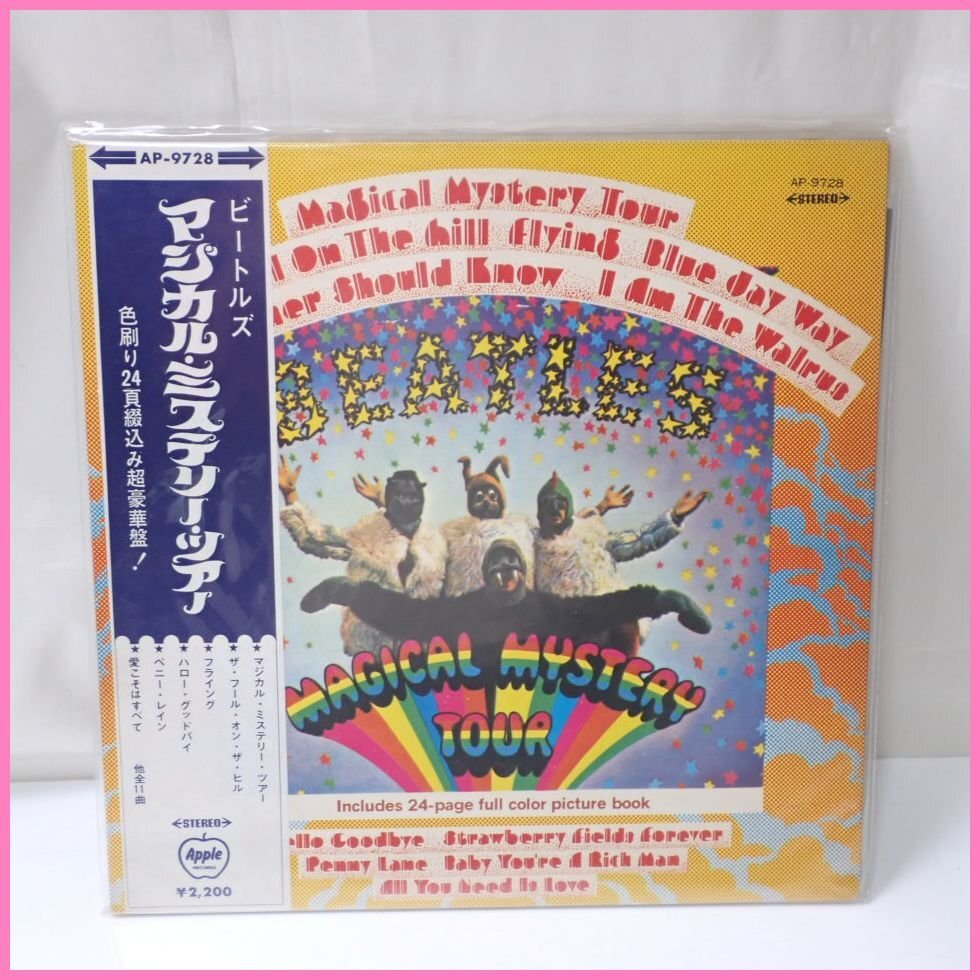 AP-9728
ビートルズ
マジカル・ミステリー・ツアー
色刷り24頁綴込み超豪華盤!
★マジカル・ミステリー・ツアー
★ザ・フール・オン・ザ・ヒル
★フライング
★ハロー・グッドバイ
★ペニー・レイン
★愛こそはすべて
他全11曲
STEREO
Apple
RECORDS
¥2,200
AP-9728
STEREO
Magical Mystery Tour
On The Hill Flying Blue Jay Way
Should Know I Am The Walrus
BEATLES
MAGICAL MYSTERY
TOUR
Includes 24-page full color picture book
Goodbye Strawberry Fields Forever
Penny Lane Baby You're A Rich Man
All You Need Is Love